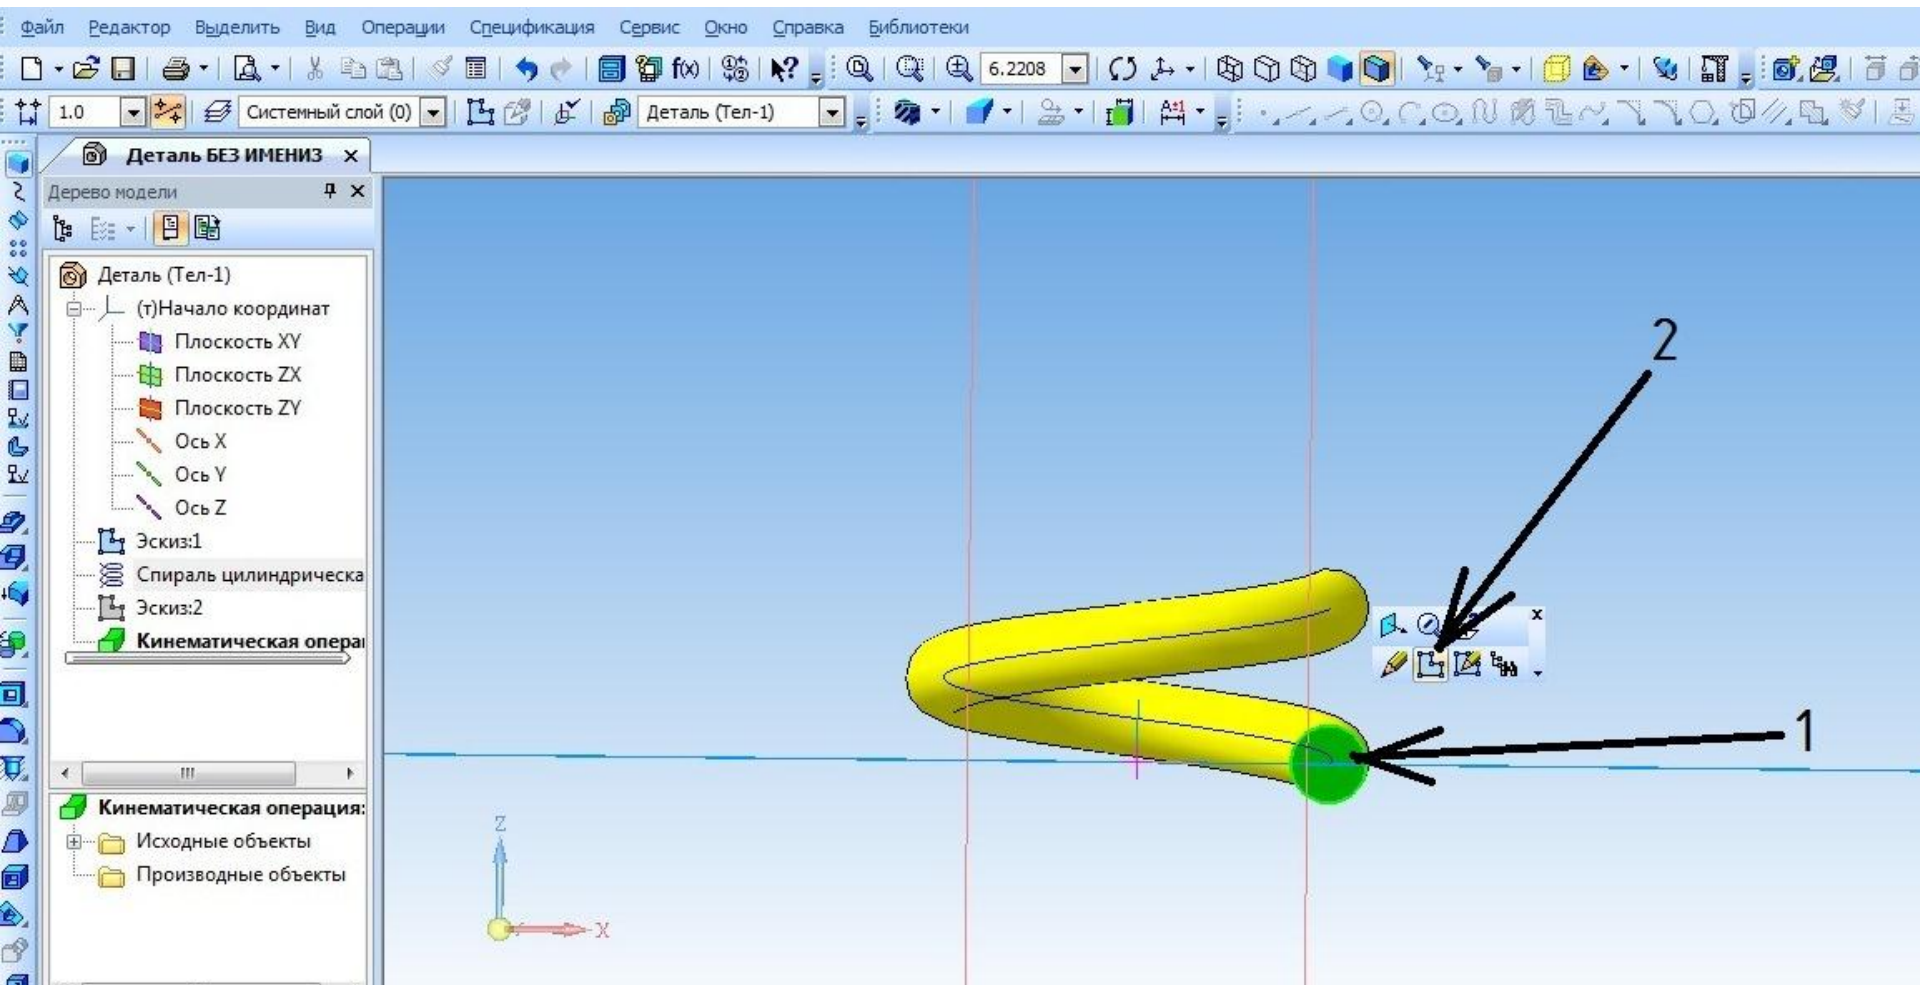 Файл Редактор Выделить Вид Операции Спецификация Сервис Окно Справка Библиотеки
f(x) 6.2208
1.0 Системный слой (0) Деталь (Тел-1)
Деталь БЕЗ ИМЕНИ3
Дерево модели
Деталь (Тел-1)
(т)Начало координат
Плоскость XY
Плоскость ZX
Плоскость ZY
Ось X
Ось Y
Ось Z
Эскиз:1
Спираль цилиндрическа
Эскиз:2
Кинематическая опера
Кинематическая операция:
Исходные объекты
Производные объекты
2
1
Z
X